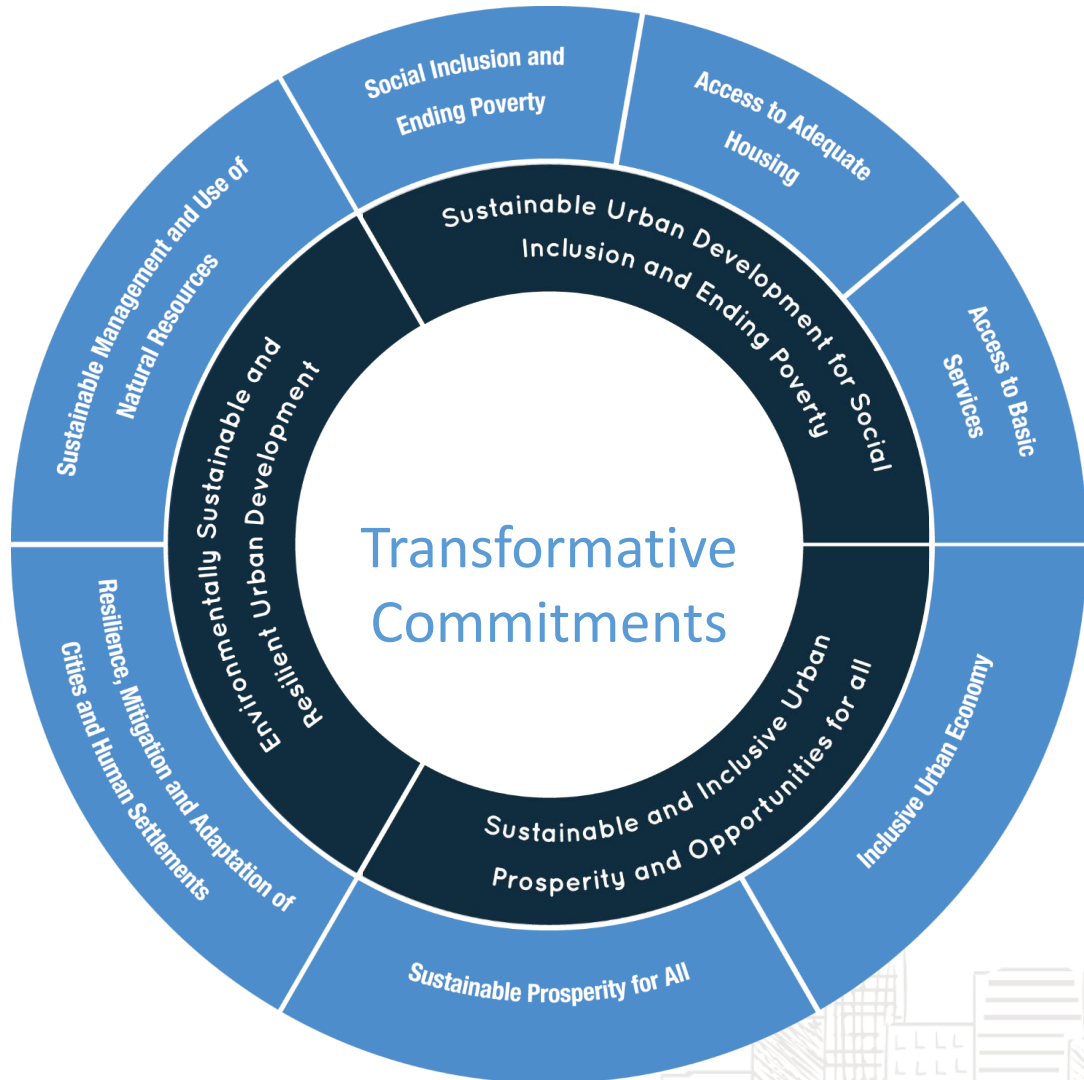 Social Inclusion and
Ending Poverty
Access to Adequate
Housing
Access to Basic
Services
Inclusive Urban Economy
Sustainable Prosperity for All
Resilience, Mitigation and Adaptation of
Cities and Human Settlements
Sustainable Management and Use of
Natural Resources
Sustainable Urban Development for Social
Inclusion and Ending Poverty
Sustainable and Inclusive Urban
Prosperity and Opportunities for all
Environmentally Sustainable and
Resilient Urban Development
Transformative
Commitments